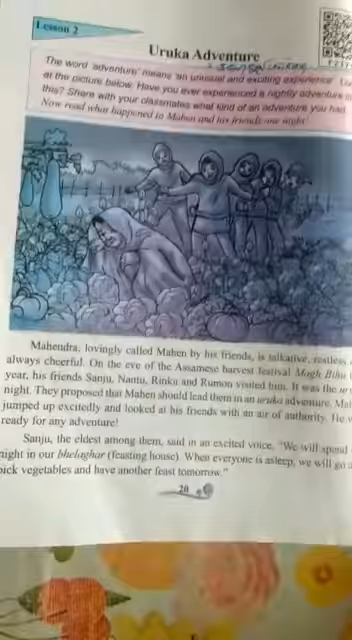 Lesson 2
Uruka Adventure
The word 'adventure' means 'an unusual and exciting experience'.
at the picture below. Have you ever experienced a nightly adventure
this? Share with your classmates what kind of an adventure you had.
Now read what happened to Mahen and his friends one night!
Mahendra, lovingly called Mahen by his friends, is talkative, restless
always cheerful. On the eve of the Assamese harvest festival Magh Bihu
year, his friends Sanju, Nantu, Rinku and Rumon visited him. It was the
night. They proposed that Mahen should lead them in an uruka adventure.
jumped up excitedly and looked at his friends with an air of authority. He
ready for any adventure!
Sanju, the eldest among them, said in an excited voice, "We will spend
night in our bhelaghar (feasting house). When everyone is asleep, we will go
pick vegetables and have another feast tomorrow."
20